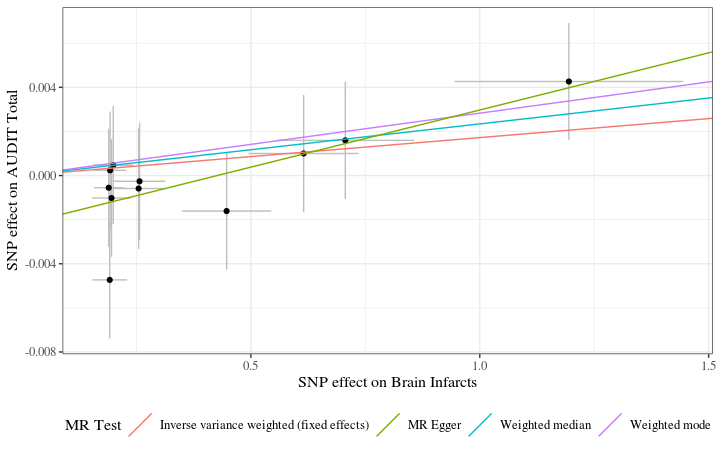 SNP effect on AUDIT Total
0.004
0.000
-0.004
-0.008
0.5
1.0
1.5
SNP effect on Brain Infarcts
MR Test
Inverse variance weighted (fixed effects)
MR Egger
Weighted median
Weighted mode